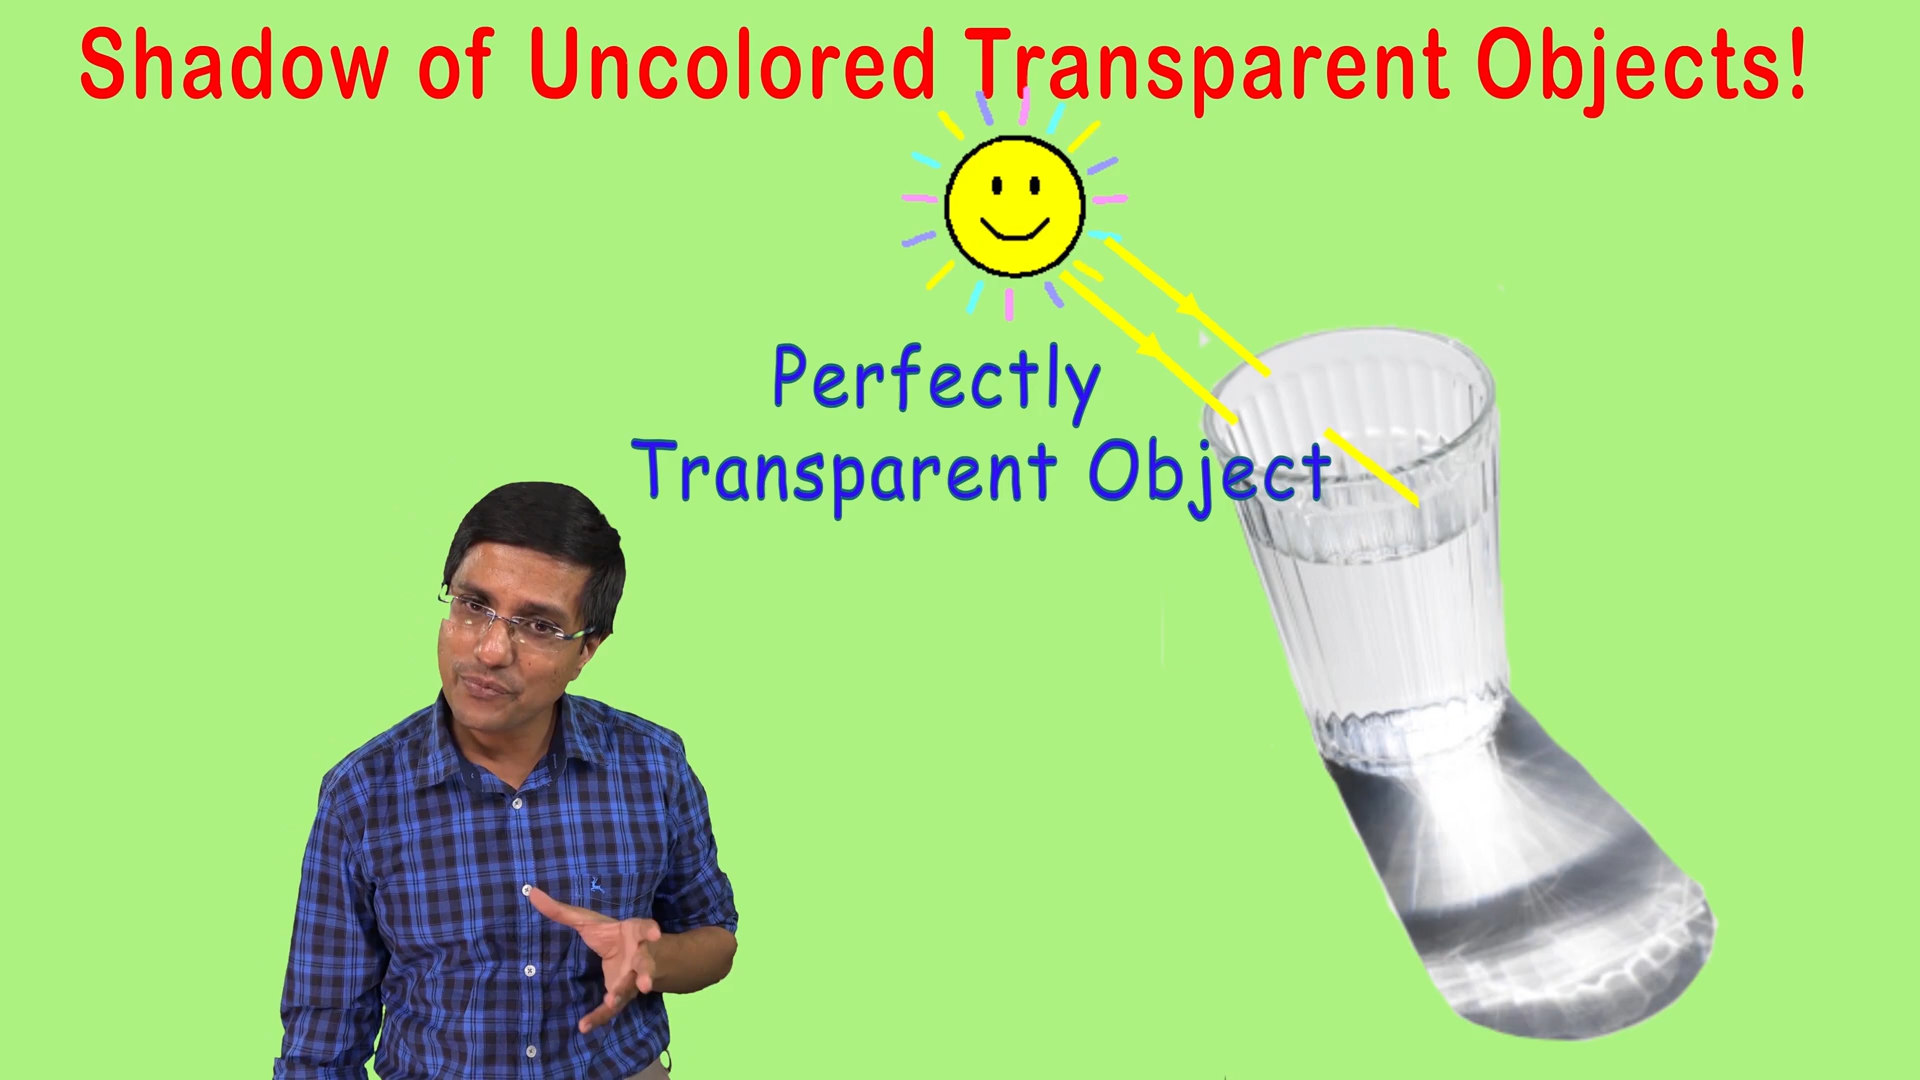 Shadow of Uncolored Transparent Objects!
Perfectly
Transparent Object